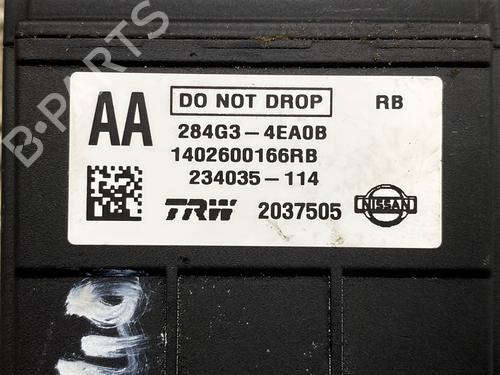 B-PARTS
AA
DO NOT DROP
RB
284G3-4EA0B
1402600166RB
234035-114
TRW
2037505
NISSAN